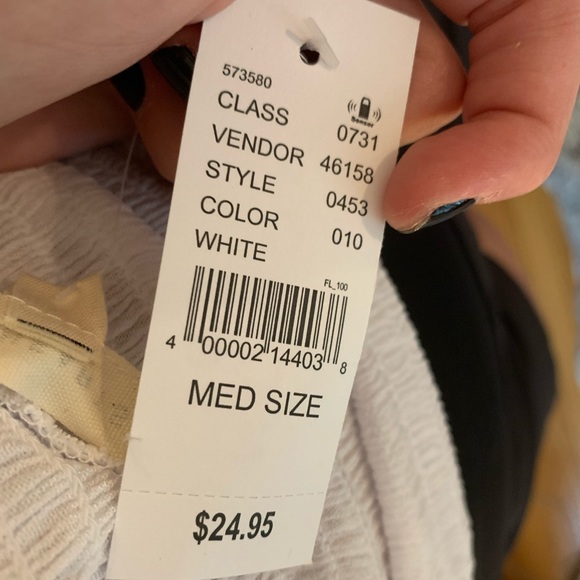 573580
Sensor
CLASS 0731
VENDOR 46158
STYLE 0453
COLOR 010
WHITE
FL_100
4 00002 14403 8
MED SIZE
$24.95